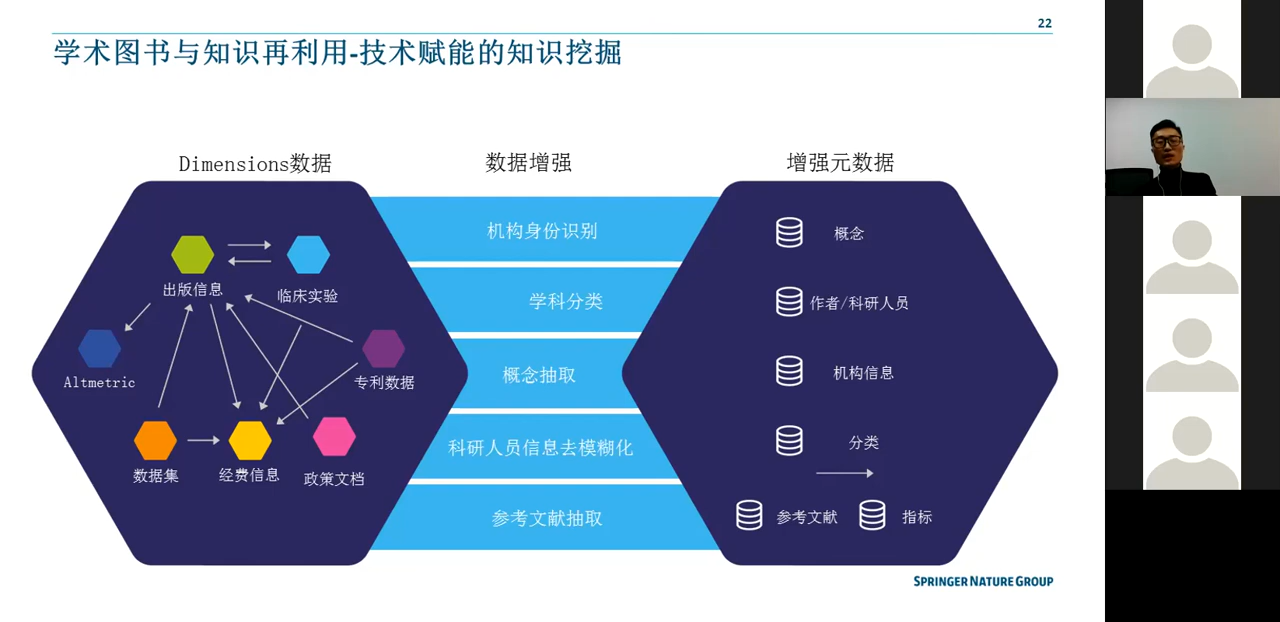 22
学术图书与知识再利用-技术赋能的知识挖掘
Dimensions数据
数据增强
增强元数据
出版信息
临床实验
Altmetric
专利数据
数据集
经费信息
政策文档
机构身份识别
学科分类
概念抽取
科研人员信息去模糊化
参考文献抽取
概念
作者/科研人员
机构信息
分类
参考文献
指标
SPRINGER NATURE GROUP